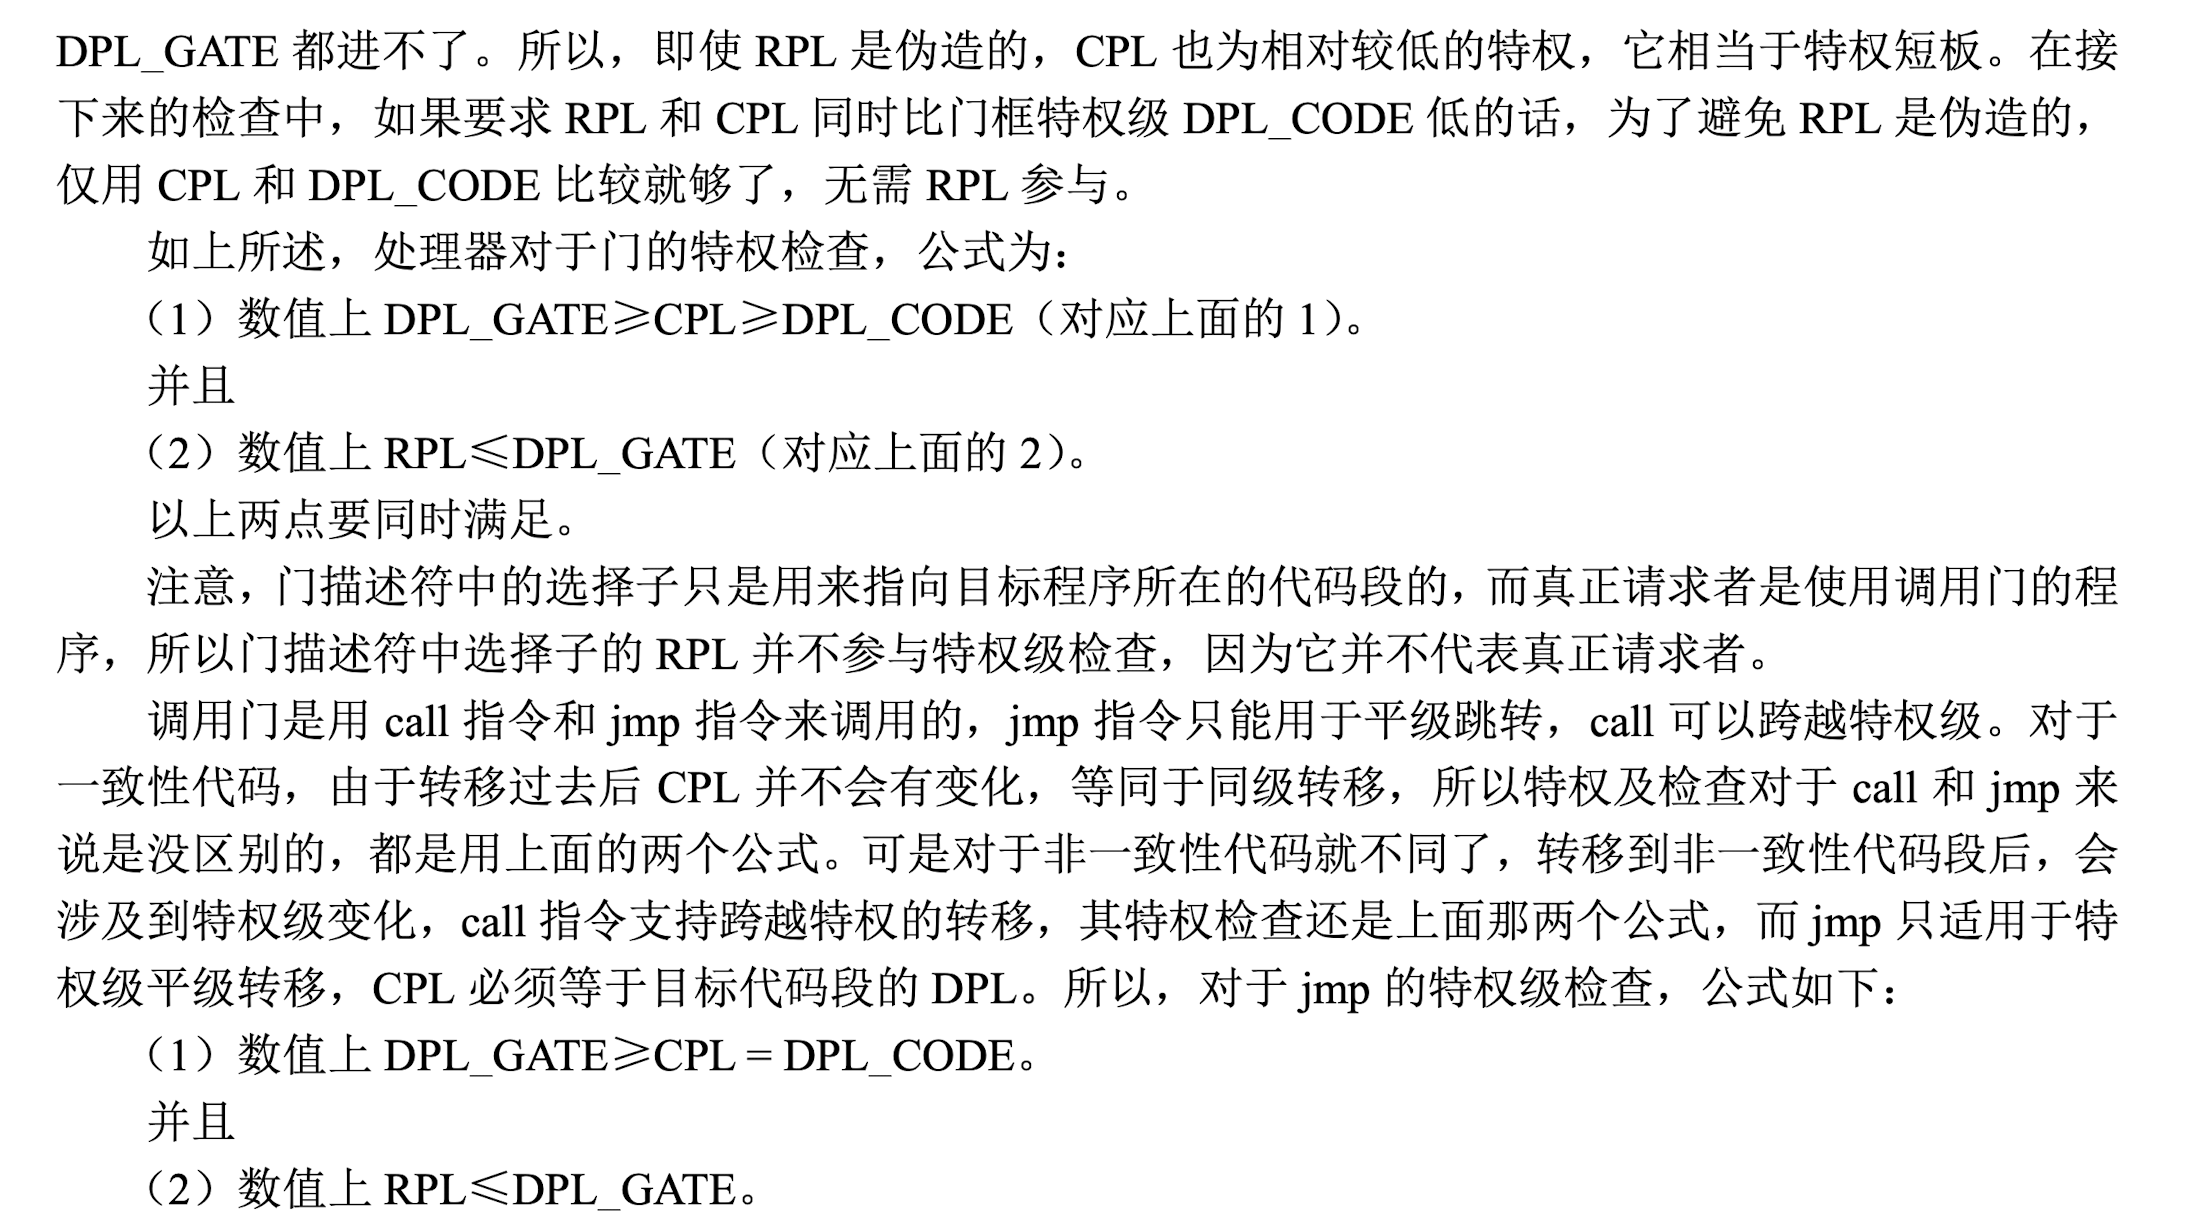 DPL_GATE 都进不了。所以，即使 RPL 是伪造的，CPL 也为相对较低的特权，它相当于特权短板。在接
下来的检查中，如果要求 RPL 和 CPL 同时比门框特权级 DPL_CODE 低的话，为了避免 RPL 是伪造的，
仅用 CPL 和 DPL_CODE 比较就够了，无需 RPL 参与。
如上所述，处理器对于门的特权检查，公式为：
（1）数值上 DPL_GATE≥CPL≥DPL_CODE（对应上面的 1）。
并且
（2）数值上 RPL≤DPL_GATE（对应上面的 2）。
以上两点要同时满足。
注意，门描述符中的选择子只是用来指向目标程序所在的代码段的，而真正请求者是使用调用门的程
序，所以门描述符中选择子的 RPL 并不参与特权级检查，因为它并不代表真正请求者。
调用门是用 call 指令和 jmp 指令来调用的，jmp 指令只能用于平级跳转，call 可以跨越特权级。对于
一致性代码，由于转移过去后 CPL 并不会有变化，等同于同级转移，所以特权及检查对于 call 和 jmp 来
说是没区别的，都是用上面的两个公式。可是对于非一致性代码就不同了，转移到非一致性代码段后，会
涉及到特权级变化，call 指令支持跨越特权的转移，其特权检查还是上面那两个公式，而 jmp 只适用于特
权级平级转移，CPL 必须等于目标代码段的 DPL。所以，对于 jmp 的特权级检查，公式如下：
（1）数值上 DPL_GATE≥CPL = DPL_CODE。
并且
（2）数值上 RPL≤DPL_GATE。